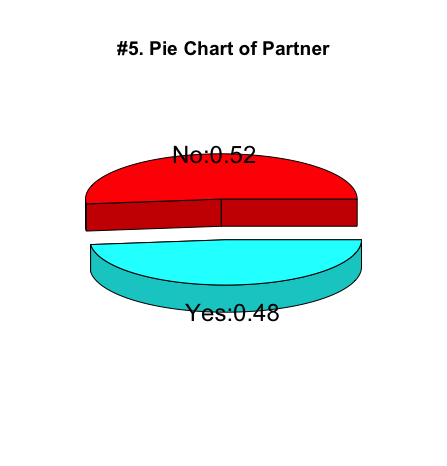 #5. Pie Chart of Partner
No:0.52
Yes:0.48